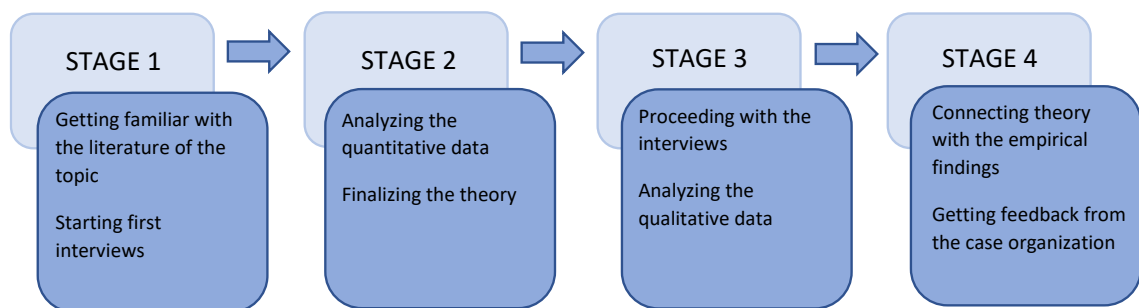 STAGE 1
Getting familiar with
the literature of the
topic
Starting first
interviews
STAGE 2
Analyzing the
quantitative data
Finalizing the theory
STAGE 3
Proceeding with the
interviews
Analyzing the
qualitative data
STAGE 4
Connecting theory
with the empirical
findings
Getting feedback from
the case organization